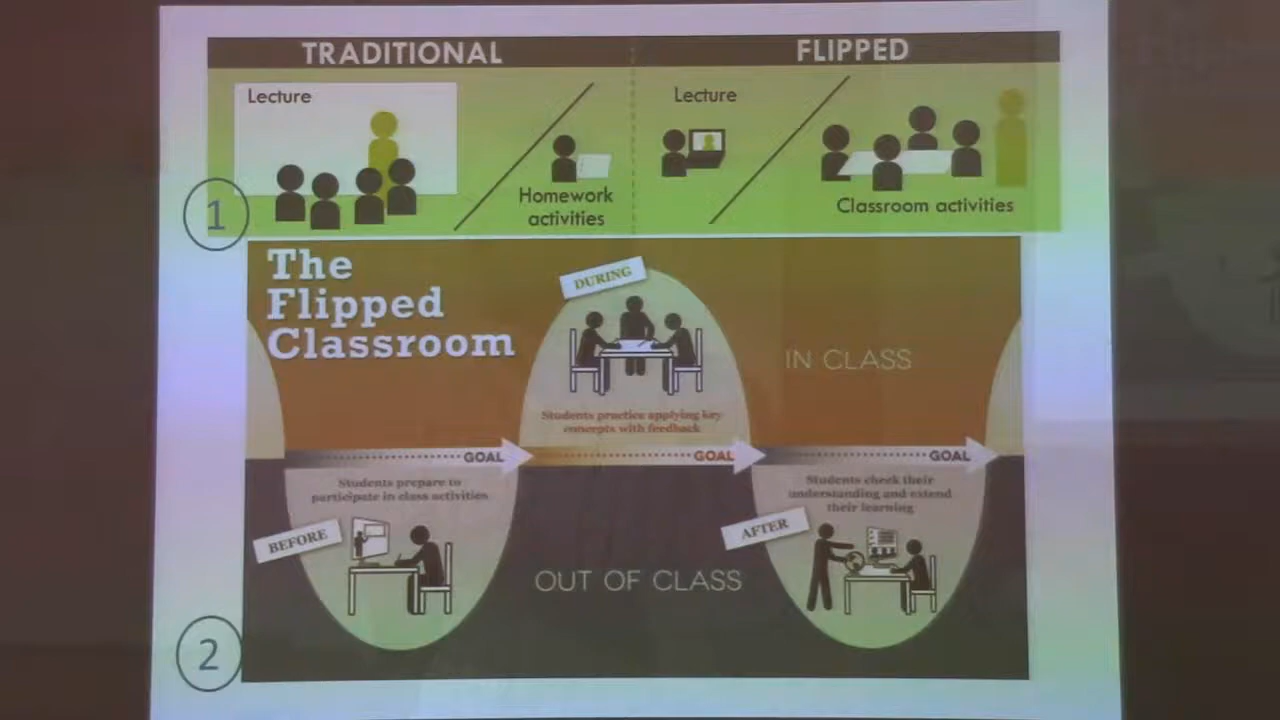 TRADITIONAL
FLIPPED
Lecture
Homework
activities
Lecture
Classroom activities
1
The
Flipped
Classroom
DURING
Students practice applying key
concepts with feedback
IN CLASS
GOAL
GOAL
GOAL
Students prepare to
participate in class activities
BEFORE
OUT OF CLASS
Students check their
understanding and extend
their learning
AFTER
2